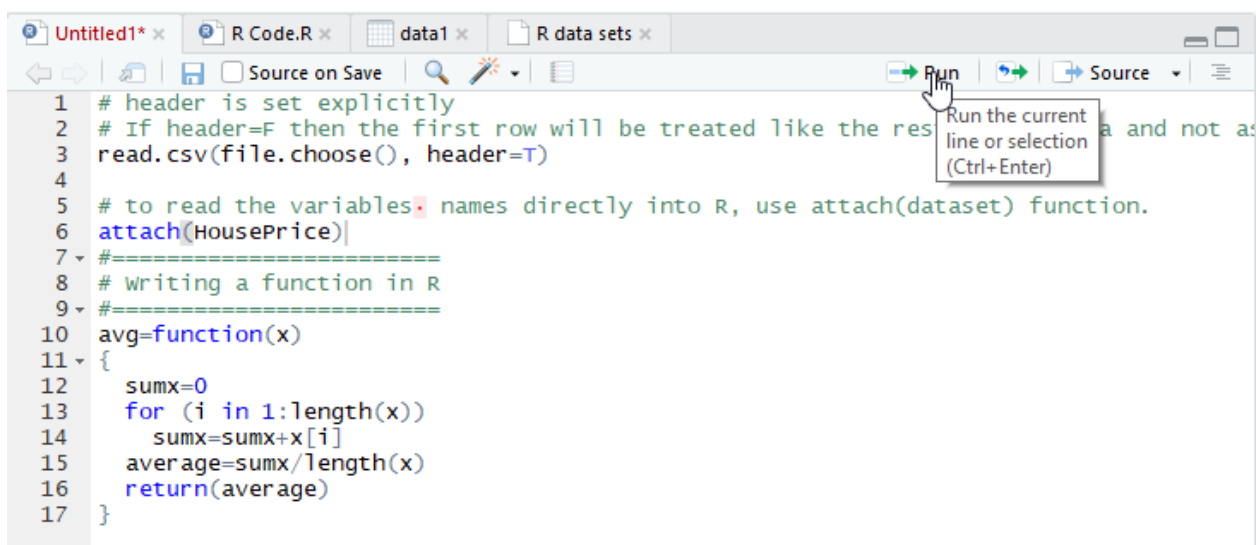 Untitled1* × R Code.R × data1 × R data sets ×
Source on Save Run Source
1 # header is set explicitly
2 # If header=F then the first row will be treated like the res a and not as
3 read.csv(file.choose(), header=T)
4
5 # to read the variables· names directly into R, use attach(dataset) function.
6 attach(HousePrice)
7 #========================
8 # Writing a function in R
9 #========================
10 avg=function(x)
11 {
12 sumx=0
13 for (i in 1:length(x))
14 sumx=sumx+x[i]
15 average=sumx/length(x)
16 return(average)
17 }
Run the current
line or selection
(Ctrl+Enter)